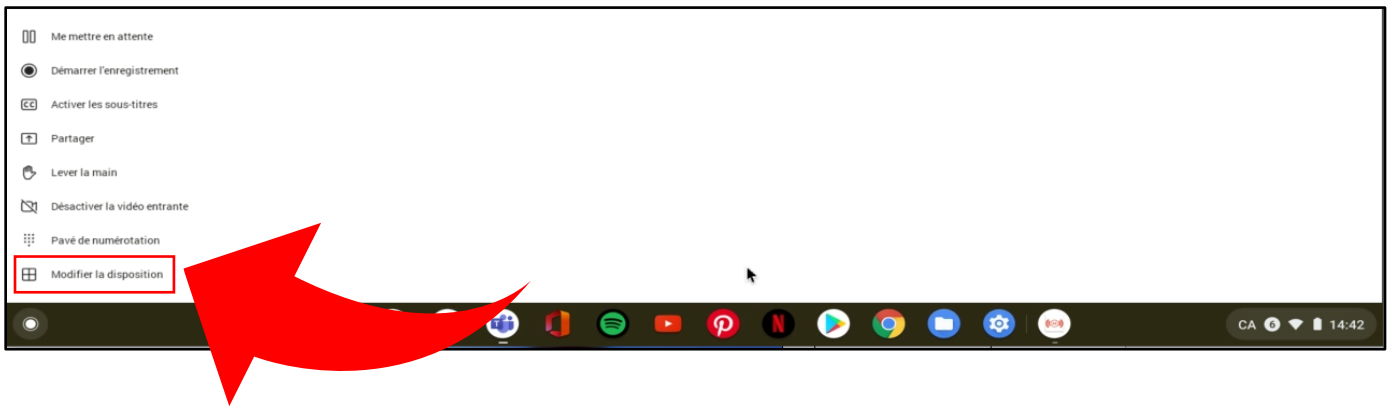 Me mettre en attente
Démarrer l'enregistrement
CC Activer les sous-titres
Partager
Lever la main
Désactiver la vidéo entrante
Pavé de numérotation
Modifier la disposition
CA 6 14:42